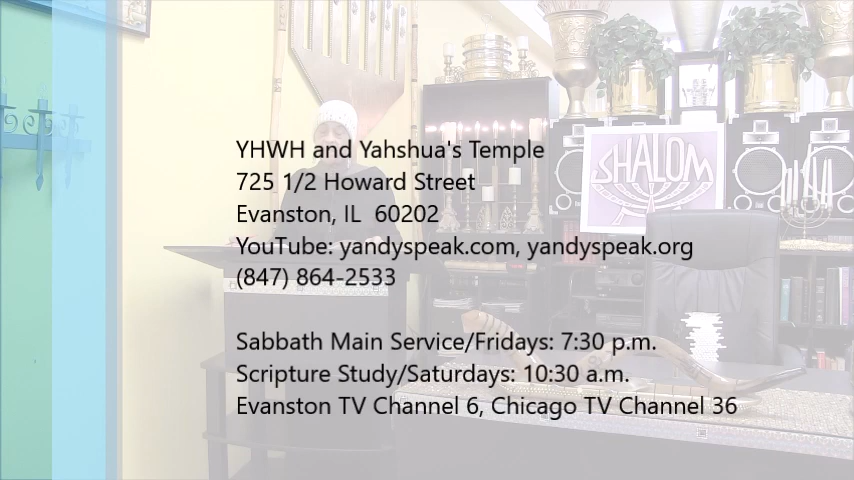 SHALOM
YHWH and Yahshua's Temple
725 1/2 Howard Street
Evanston, IL  60202
YouTube: yandyspeak.com, yandyspeak.org
(847) 864-2533
Sabbath Main Service/Fridays: 7:30 p.m.
Scripture Study/Saturdays: 10:30 a.m.
Evanston TV Channel 6, Chicago TV Channel 36